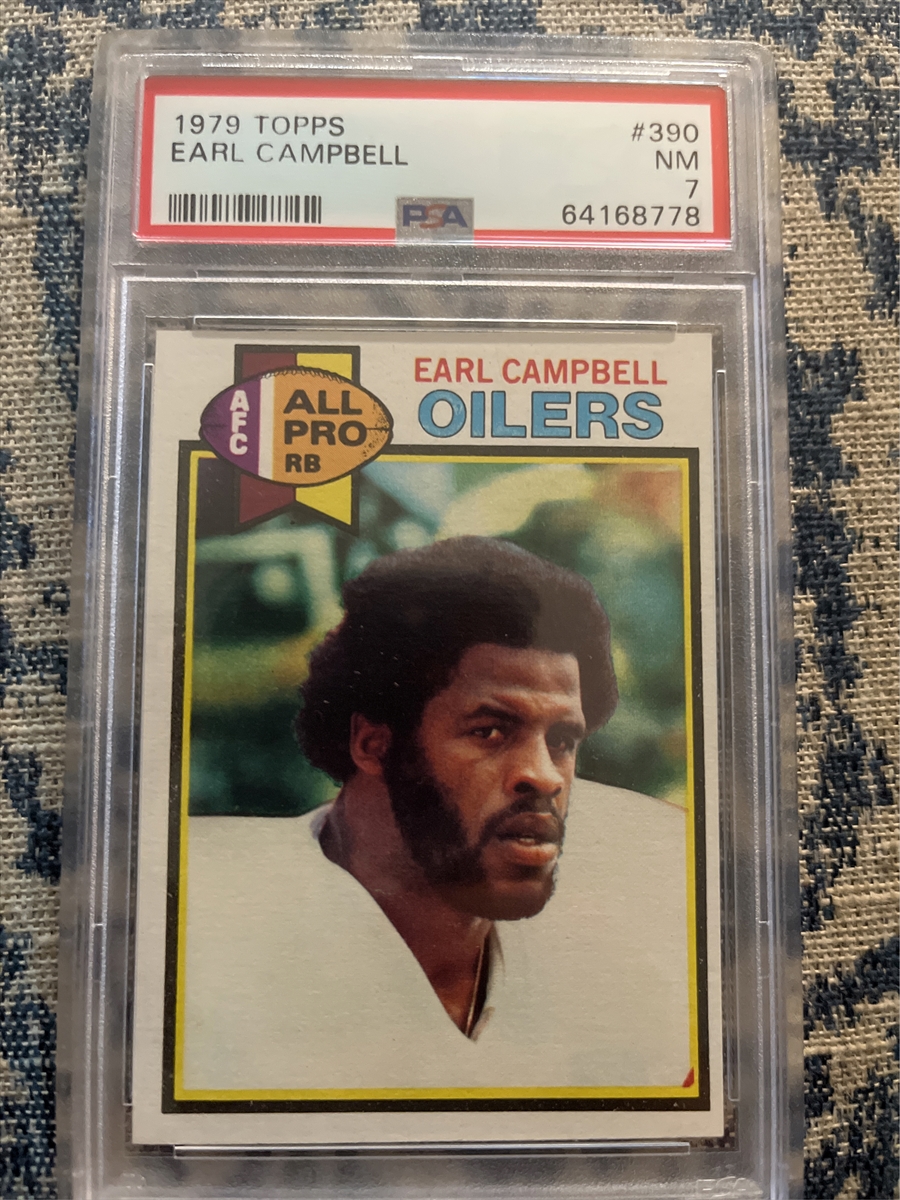 1979 TOPPS #390
EARL CAMPBELL NM
7
PSA 64168778
EARL CAMPBELL
OILERS
AFC
ALL
PRO
RB